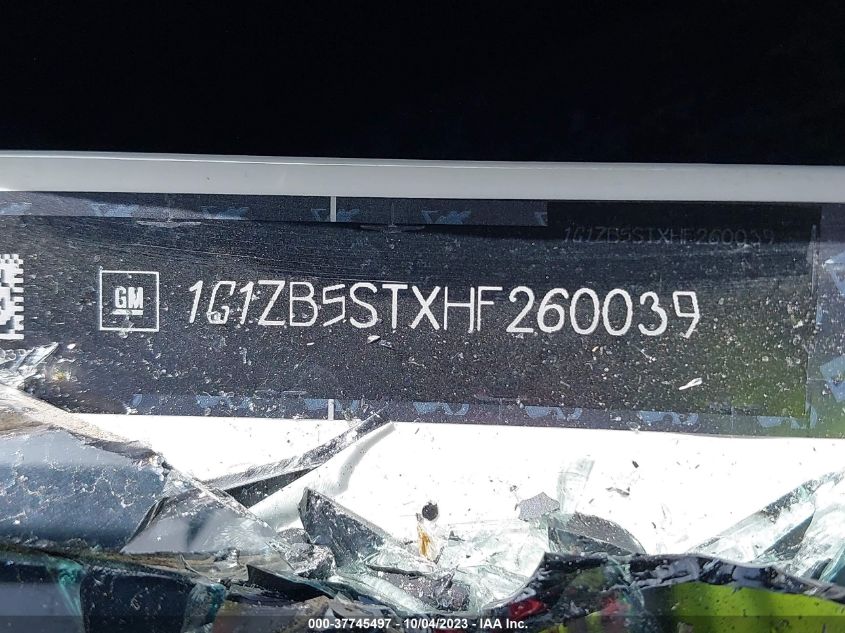 1G1ZB5STXHF260039
GM 1G1ZB5STXHF260039
000-37745497 - 10/04/2023 - IAA Inc.